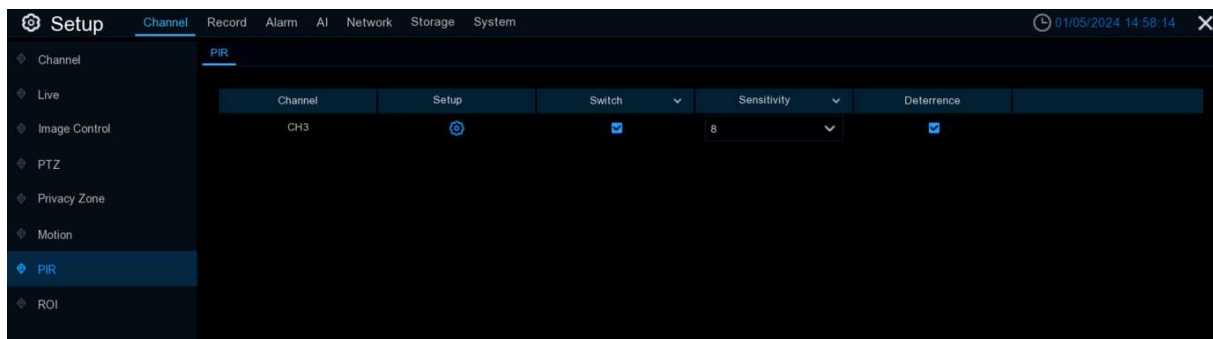 Setup Channel Record Alarm AI Network Storage System 01/05/2024 14:58:14
Channel
Live
Image Control
PTZ
Privacy Zone
Motion
PIR
ROI
PIR
Channel Setup Switch Sensitivity Deterrence
CH3 8